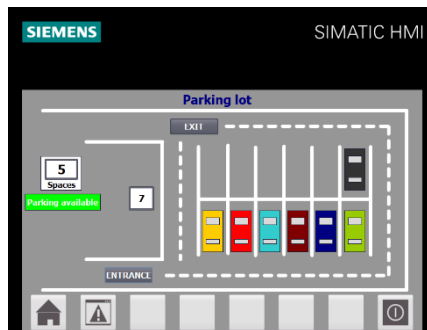 SIEMENS
SIMATIC HMI
Parking lot
EXIT
5
Spaces
Parking available
7
ENTRANCE